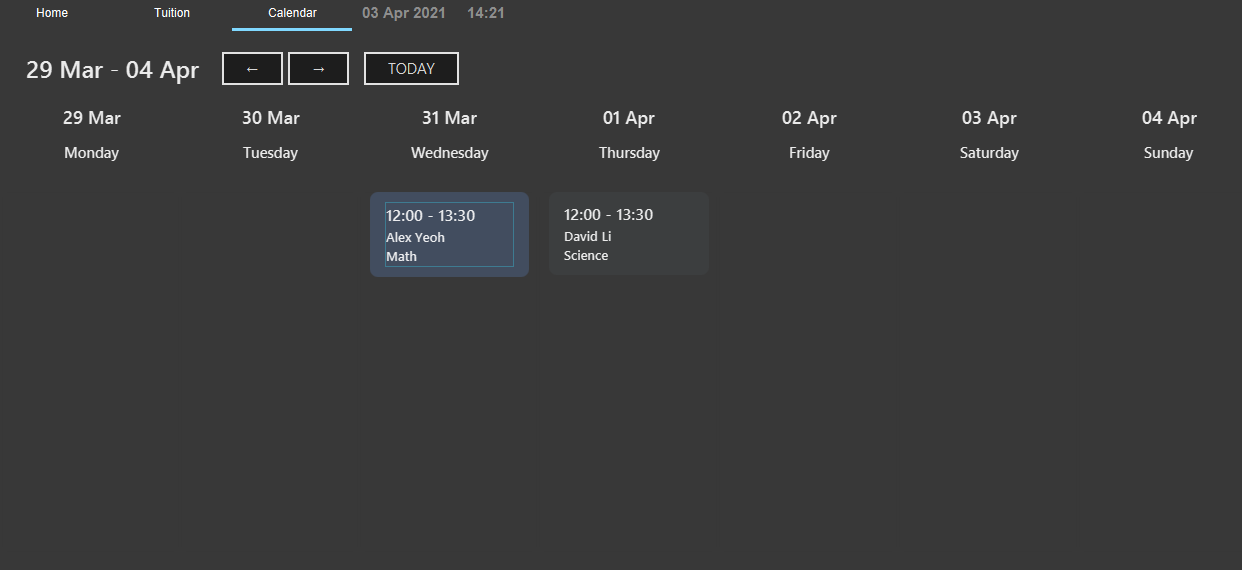 Home Tuition Calendar 03 Apr 2021 14:21
29 Mar - 04 Apr ← → TODAY
29 Mar 30 Mar 31 Mar 01 Apr 02 Apr 03 Apr 04 Apr
Monday Tuesday Wednesday Thursday Friday Saturday Sunday
12:00 - 13:30
Alex Yeoh
Math
12:00 - 13:30
David Li
Science